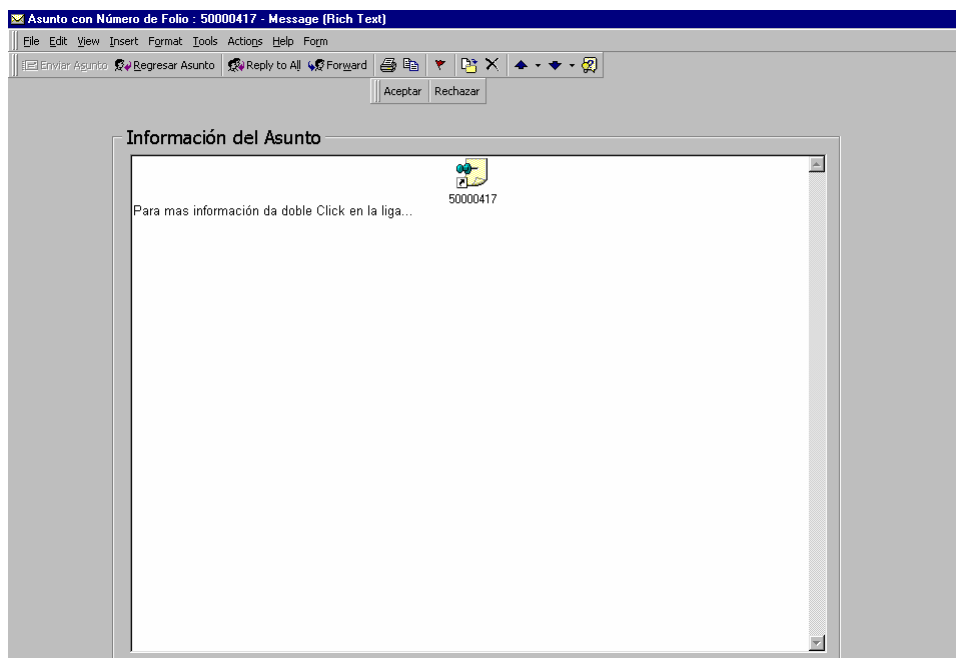 Asunto con Número de Folio : 50000417 - Message (Rich Text)
File Edit View Insert Format Tools Actions Help Form
Enviar Asunto Regresar Asunto Reply to All Forward
Aceptar Rechazar
Información del Asunto
50000417
Para mas información da doble Click en la liga...